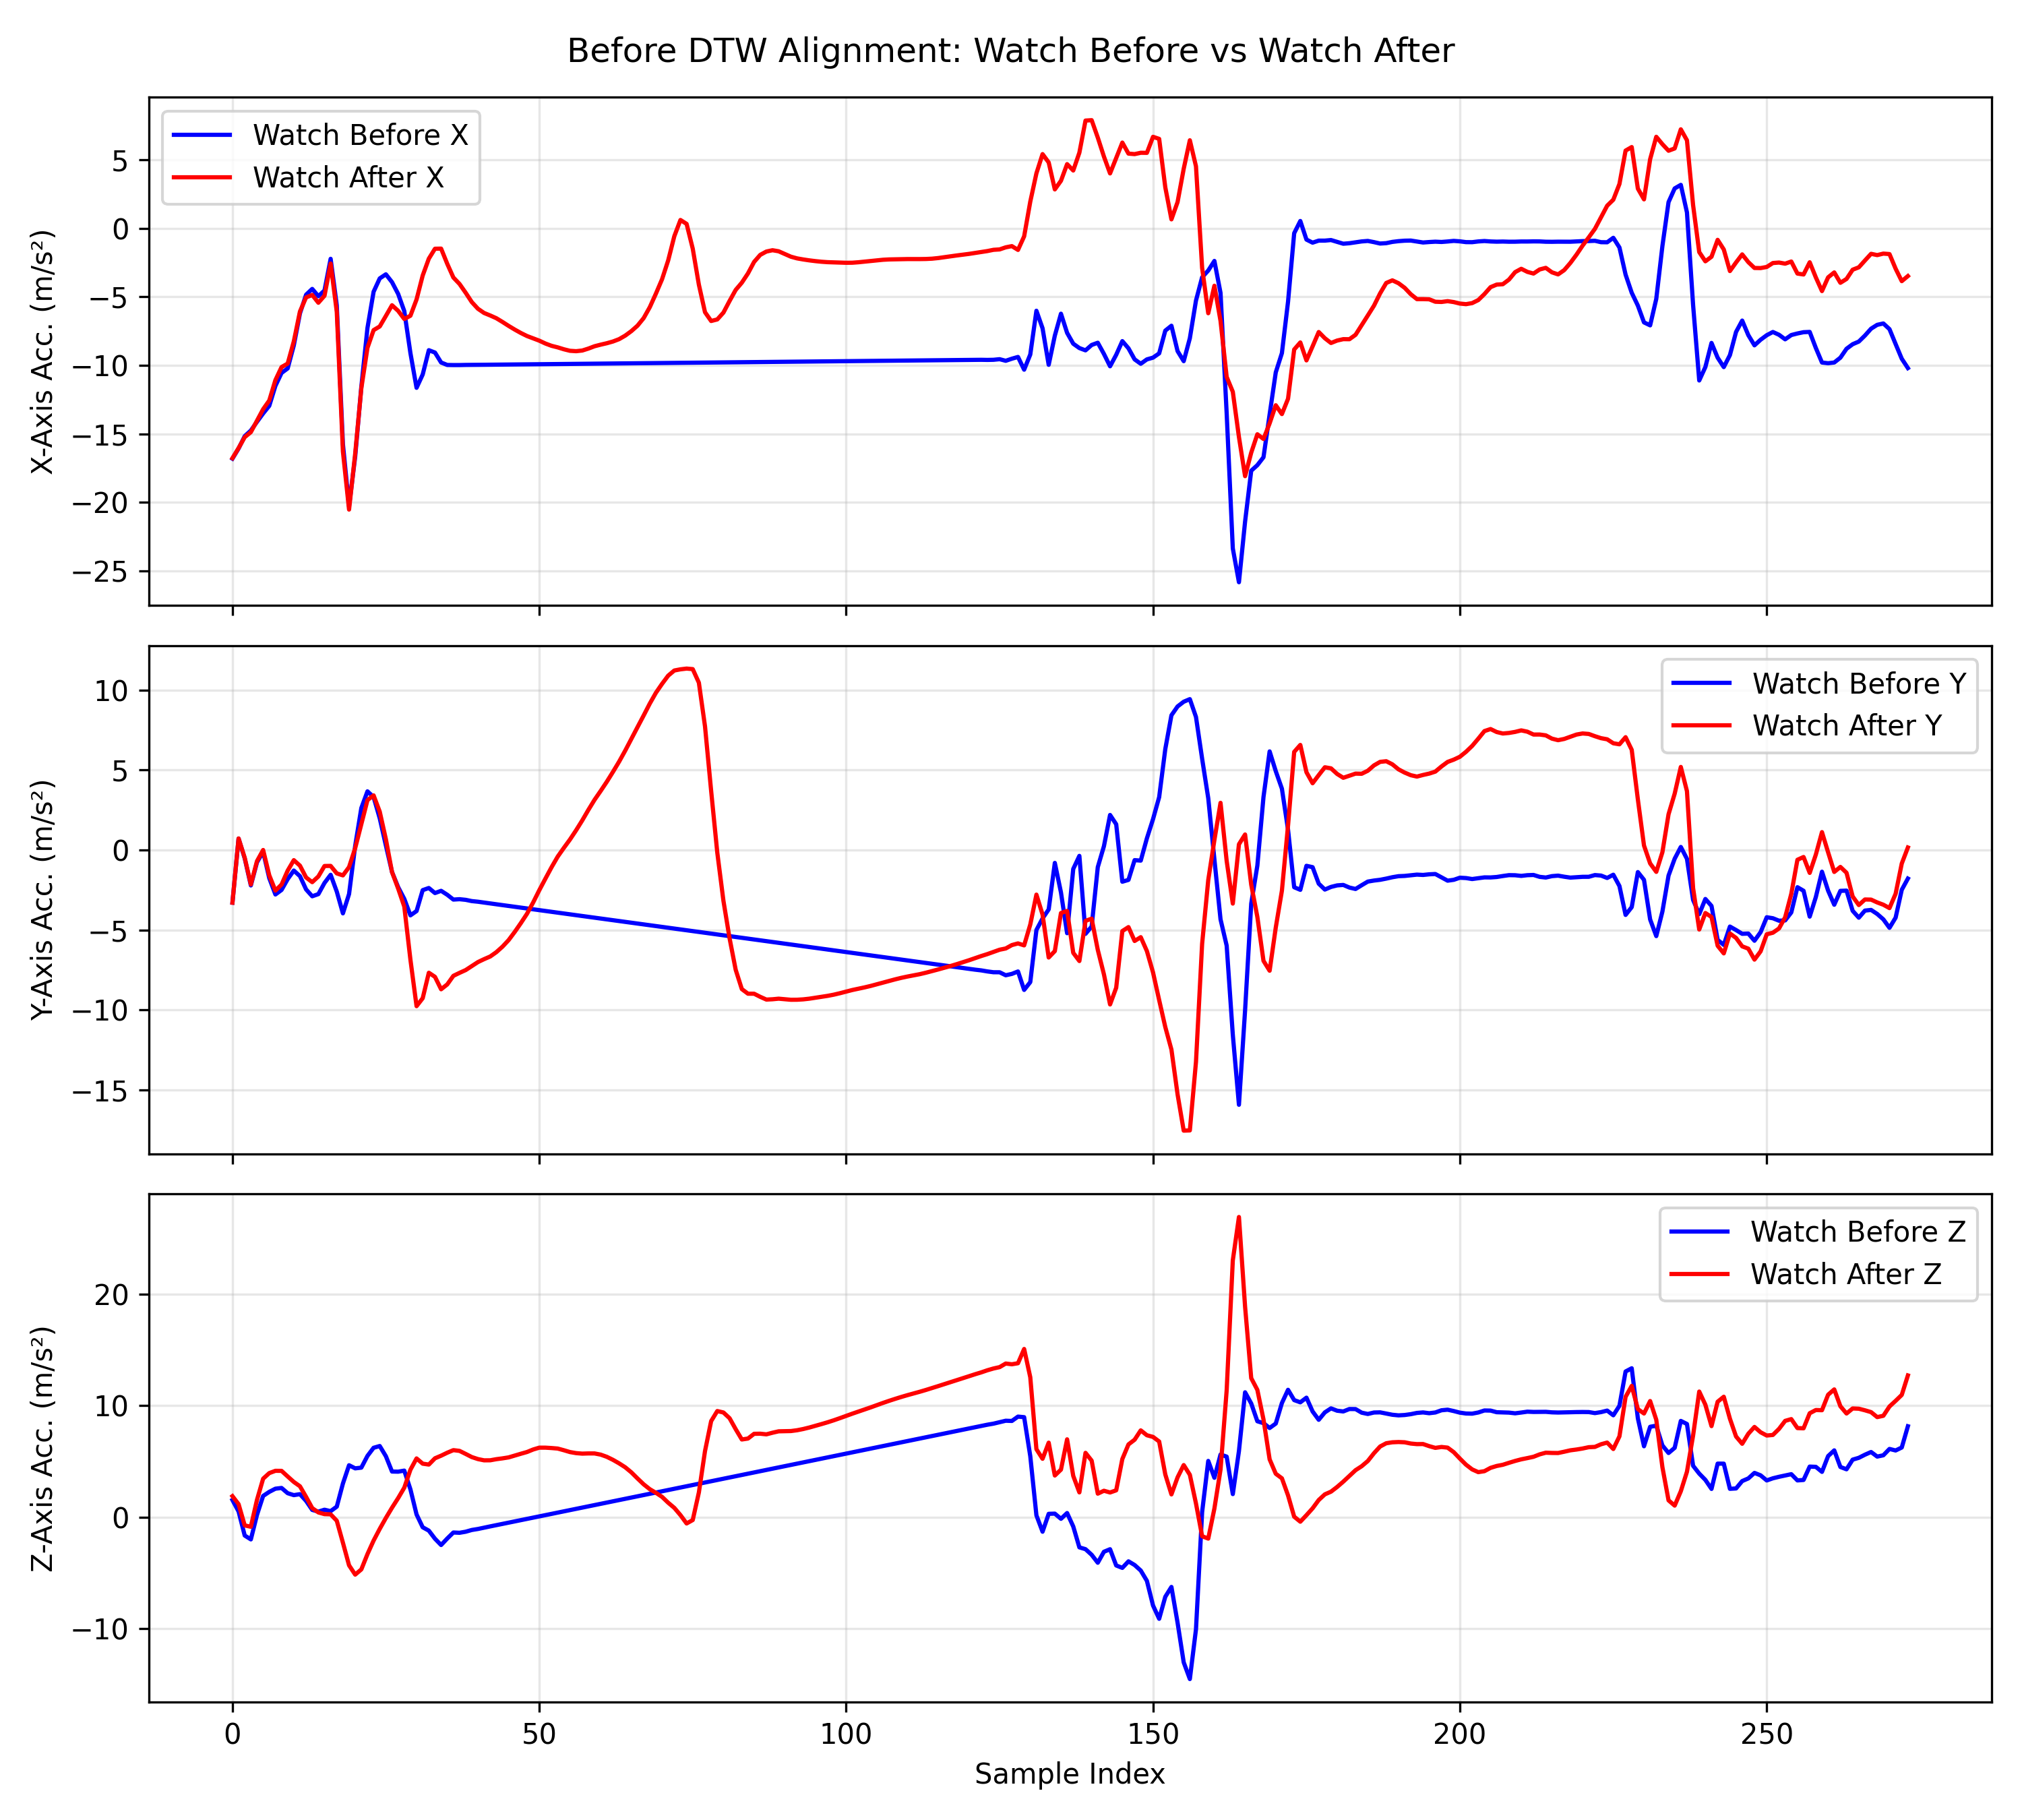 Before DTW Alignment: Watch Before vs Watch After
Watch Before X
Watch After X
X-Axis Acc. (m/s²)
5
0
−5
−10
−15
−20
−25
Watch Before Y
Watch After Y
Y-Axis Acc. (m/s²)
10
5
0
−5
−10
−15
Watch Before Z
Watch After Z
Z-Axis Acc. (m/s²)
20
10
0
−10
0 50 100 150 200 250
Sample Index